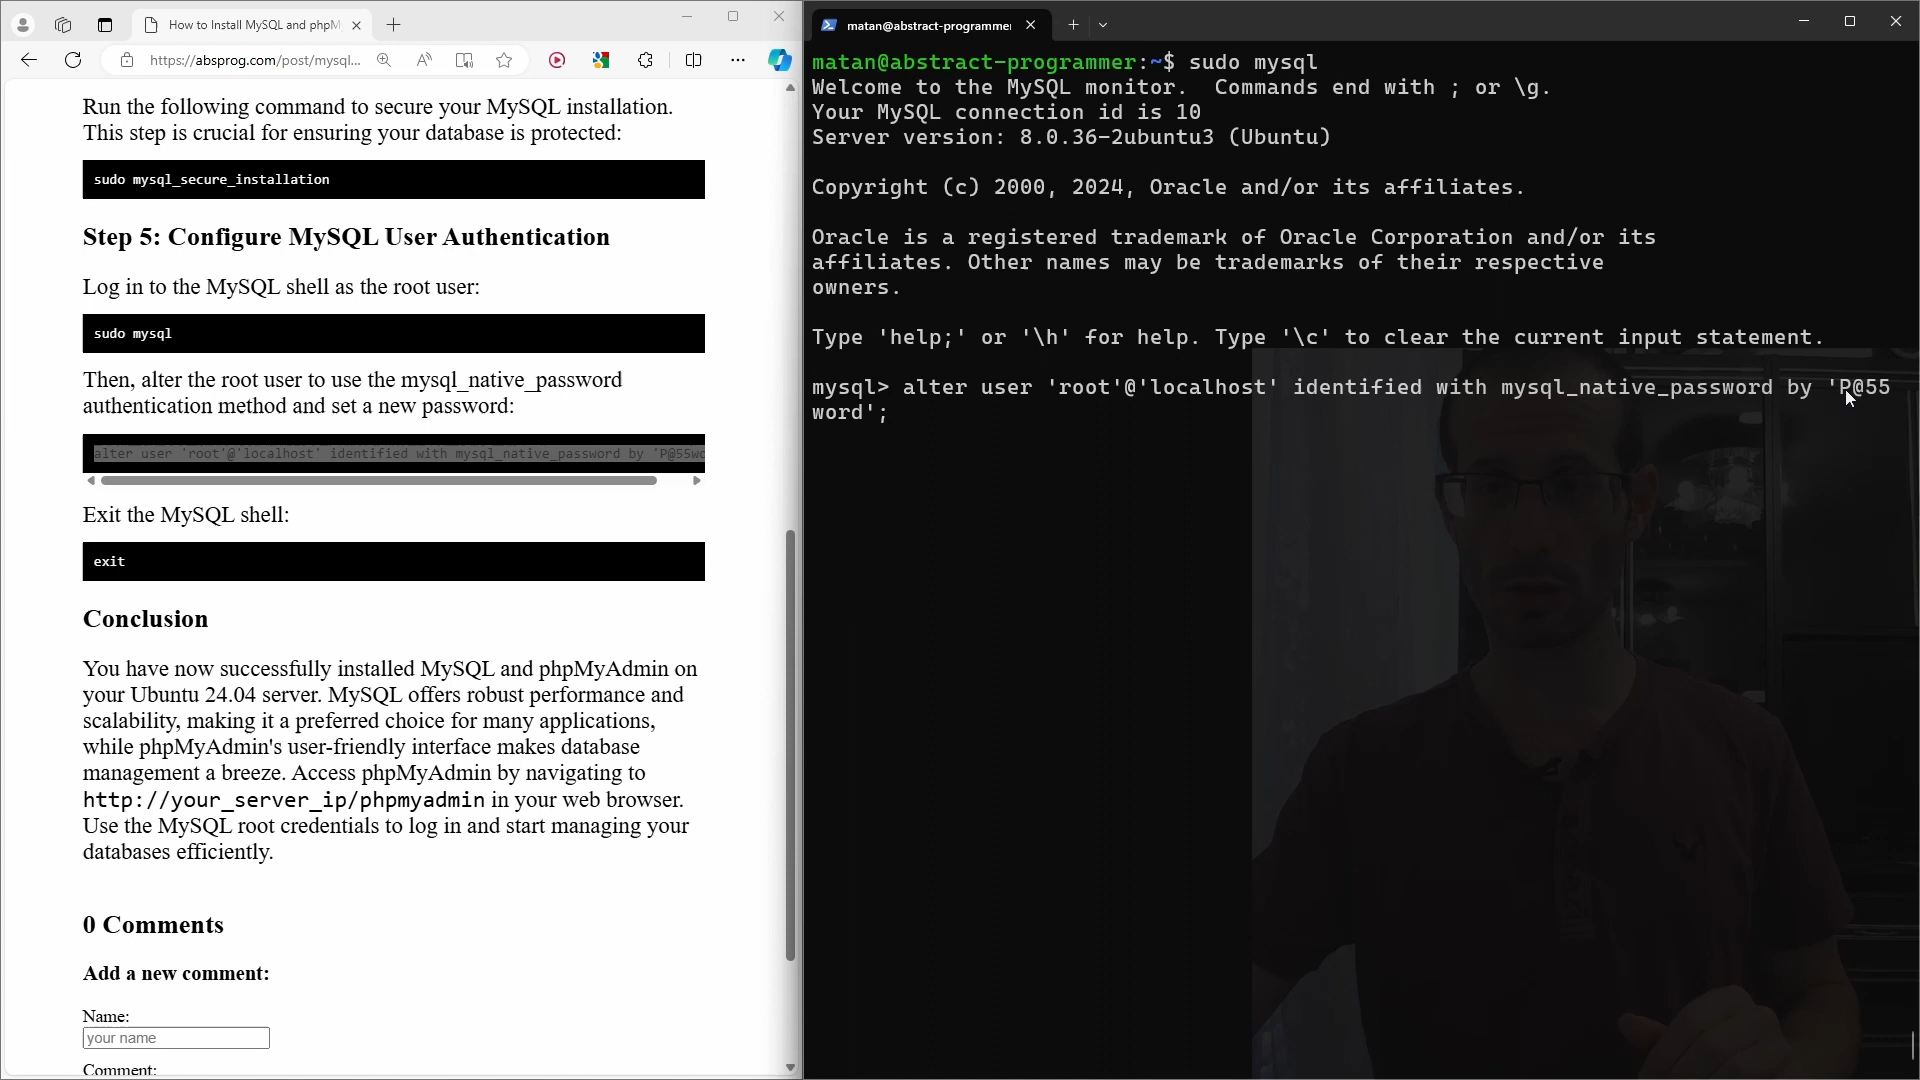 How to Install MySQL and phpM
https://absprog.com/post/mysql...
Run the following command to secure your MySQL installation.
This step is crucial for ensuring your database is protected:
sudo mysql_secure_installation
Step 5: Configure MySQL User Authentication
Log in to the MySQL shell as the root user:
sudo mysql
Then, alter the root user to use the mysql_native_password
authentication method and set a new password:
alter user 'root'@'localhost' identified with mysql_native_password by 'P@55wo
Exit the MySQL shell:
exit
Conclusion
You have now successfully installed MySQL and phpMyAdmin on
your Ubuntu 24.04 server. MySQL offers robust performance and
scalability, making it a preferred choice for many applications,
while phpMyAdmin's user-friendly interface makes database
management a breeze. Access phpMyAdmin by navigating to
http://your_server_ip/phpmyadmin in your web browser.
Use the MySQL root credentials to log in and start managing your
databases efficiently.
0 Comments
Add a new comment:
Name:
your name
Comment:
matan@abstract-programmer
matan@abstract-programmer:~$ sudo mysql
Welcome to the MySQL monitor.  Commands end with ; or \g.
Your MySQL connection id is 10
Server version: 8.0.36-2ubuntu3 (Ubuntu)
Copyright (c) 2000, 2024, Oracle and/or its affiliates.
Oracle is a registered trademark of Oracle Corporation and/or its
affiliates. Other names may be trademarks of their respective
owners.
Type 'help;' or '\h' for help. Type '\c' to clear the current input statement.
mysql> alter user 'root'@'localhost' identified with mysql_native_password by 'P@55
word';